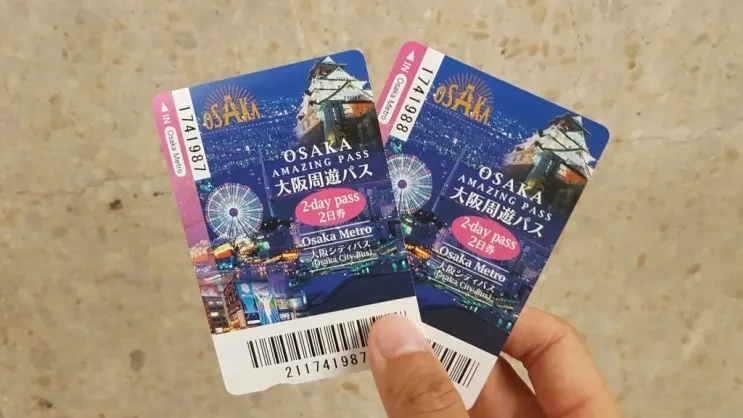 IN Osaka Metro
1741987
OSAKA
OSAKA
AMAZING PASS
大阪周遊パス
2-day pass
2日券
Osaka Metro
大阪シティバス
(Osaka City Bus)
211741987
IN Osaka Metro
1741988
OSAKA
OSAKA
AMAZING PASS
大阪周遊パス
2-day pass
2日券
Osaka Metro
大阪シティバス
(Osaka City Bus)